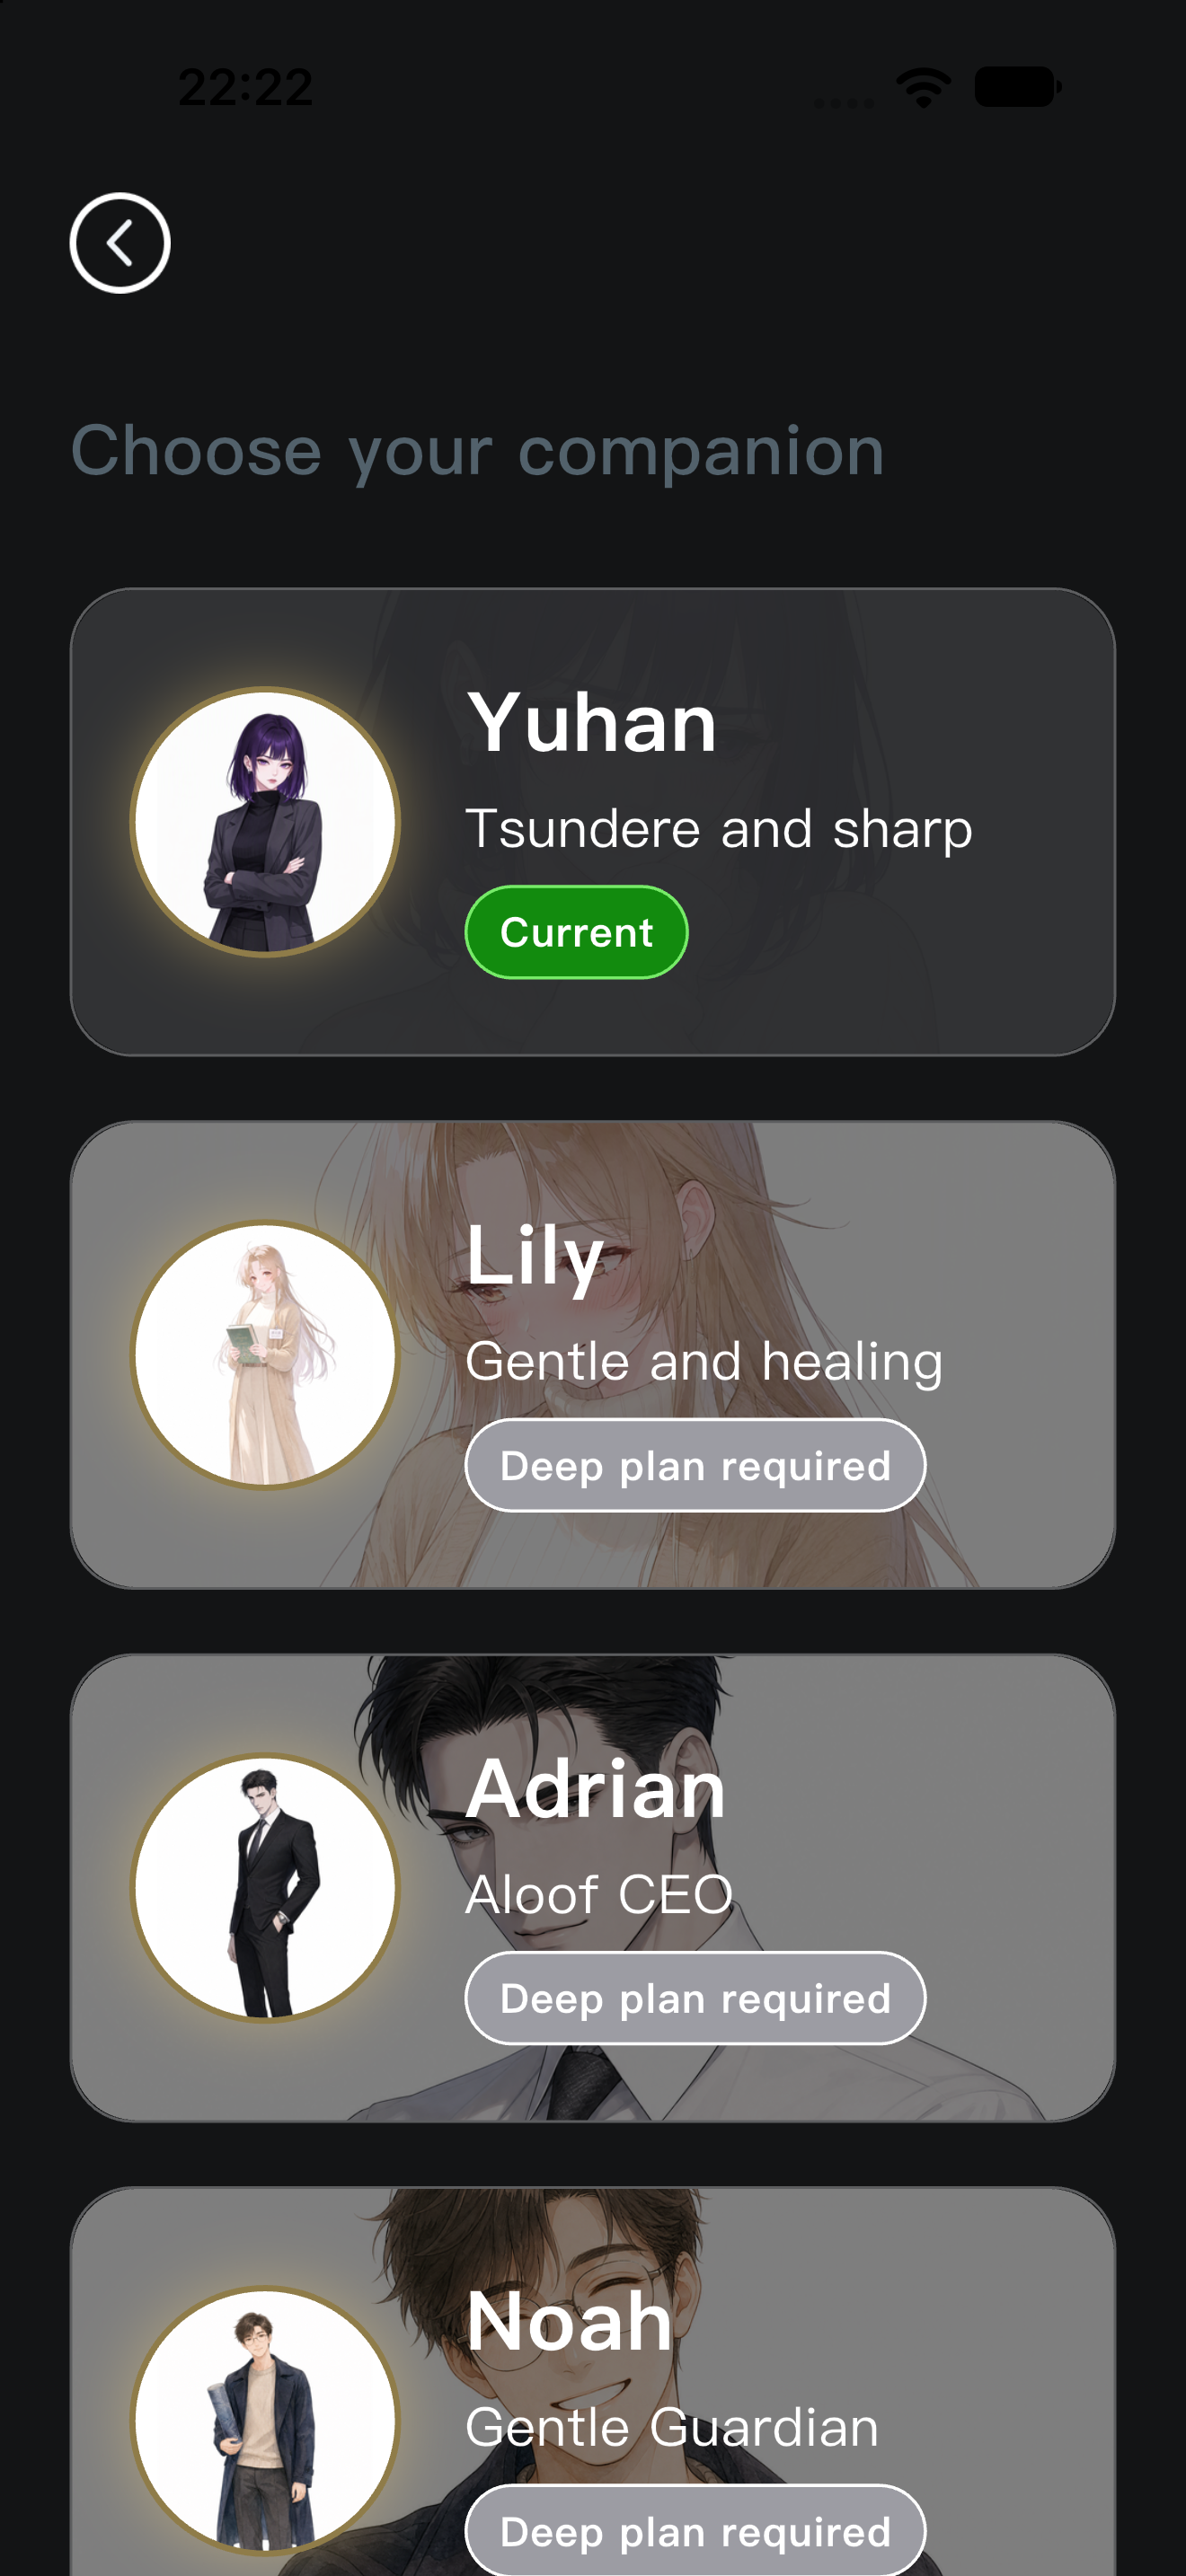 22:22
Choose your companion
Yuhan
Tsundere and sharp
Current
Lily
Gentle and healing
Deep plan required
Adrian
Aloof CEO
Deep plan required
Noah
Gentle Guardian
Deep plan required